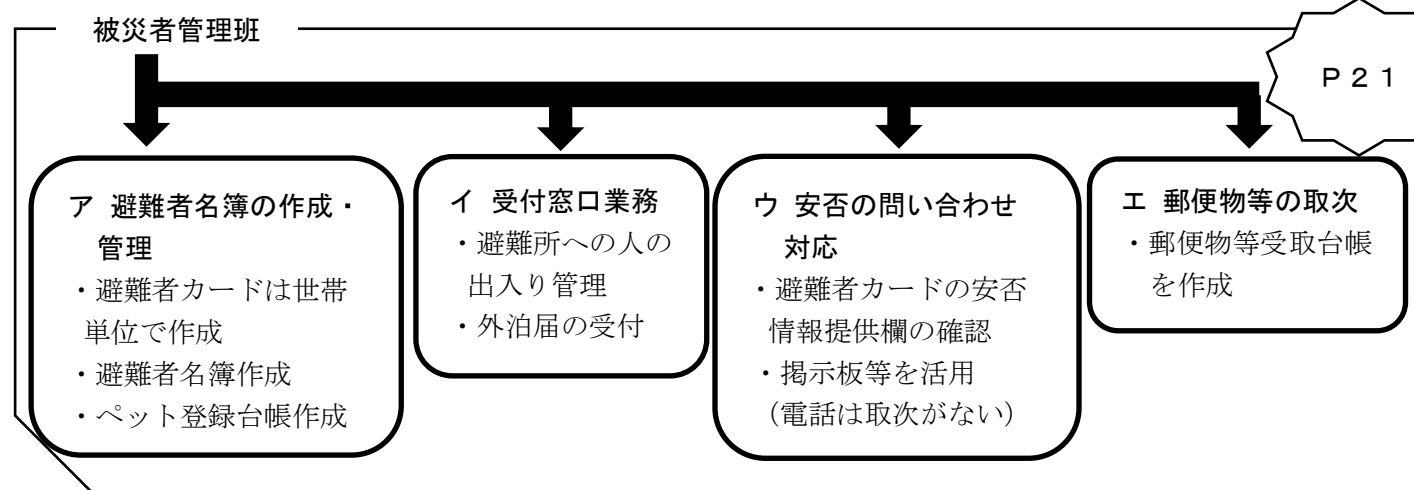 被災者管理班
P21
ア 避難者名簿の作成・
管理
・避難者カードは世帯
単位で作成
・避難者名簿作成
・ペット登録台帳作成
イ 受付窓口業務
・避難所への人の
出入り管理
・外泊届の受付
ウ 安否の問い合わせ
対応
・避難者カードの安否
情報提供欄の確認
・掲示板等を活用
(電話は取次がない)
エ 郵便物等の取次
・郵便物等受取台帳
を作成